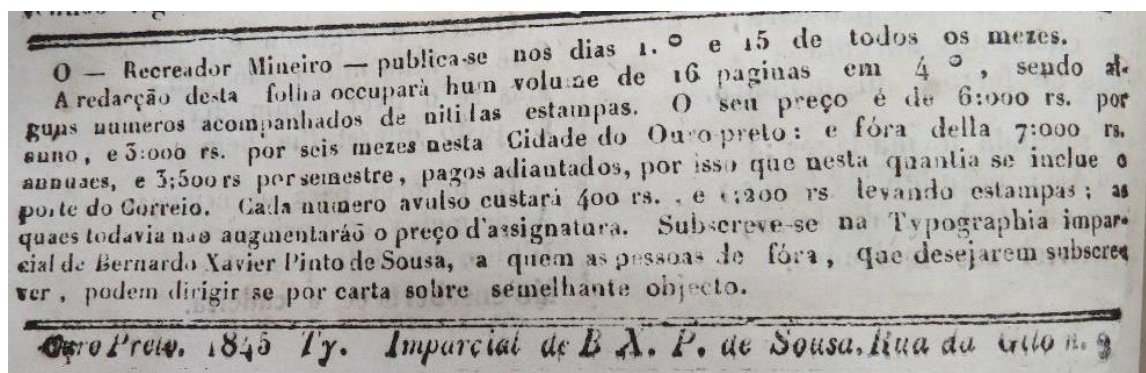 O — Recreador Mineiro — publica-se nos dias 1.º e 15 de todos os mezes.
A redacção desta folha occuparà hum volume de 16 paginas em 4º, sendo al-
guns numeros acompanhados de nitidas estampas. O seu preço é de 6:000 rs. por
anno, e 3:000 rs. por seis mezes nesta Cidade do Ouro-preto: e fóra della 7:000 rs.
annuaes, e 3:500 rs por semestre, pagos adiantados, por isso que nesta quantia se inclue o
porte do Correio. Cada numero avulso custará 400 rs., e 1:200 rs levando estampas; as
quaes todavia naõ augmentaráõ o preço d'assignatura. Subscreve-se na Typographia impar-
cial de Bernardo Xavier Pinto de Sousa, a quem as pessoas de fóra, que desejarem subscre
ver, podem dirigir se por carta sobre semelhante objecto.
Ouro Preto. 1845 Ty. Imparcial de B X. P. de Sousa. Rua da Gilo n. 9